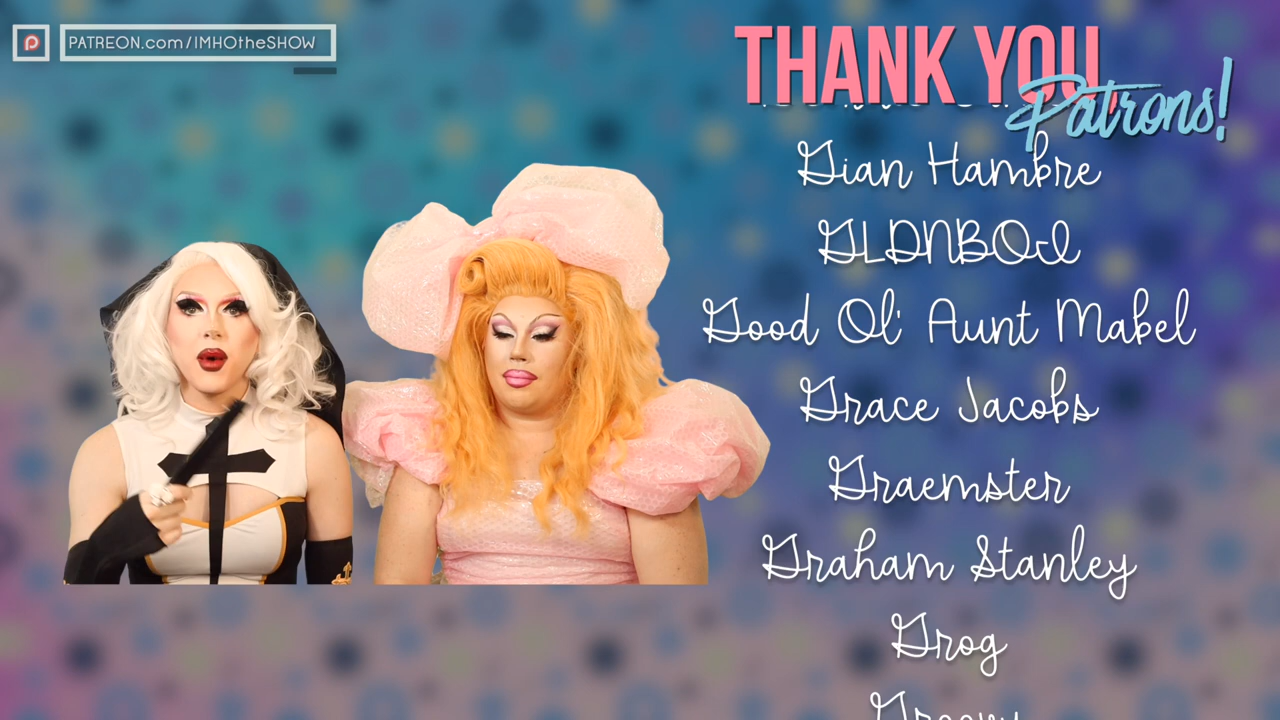 PATREON.com/IMHOtheSHOW
THANK YOU
Patrons!
Gian Hambre
GLDNBOI
Good Ol' Aunt Mabel
Grace Jacobs
Graemster
Graham Stanley
Grog